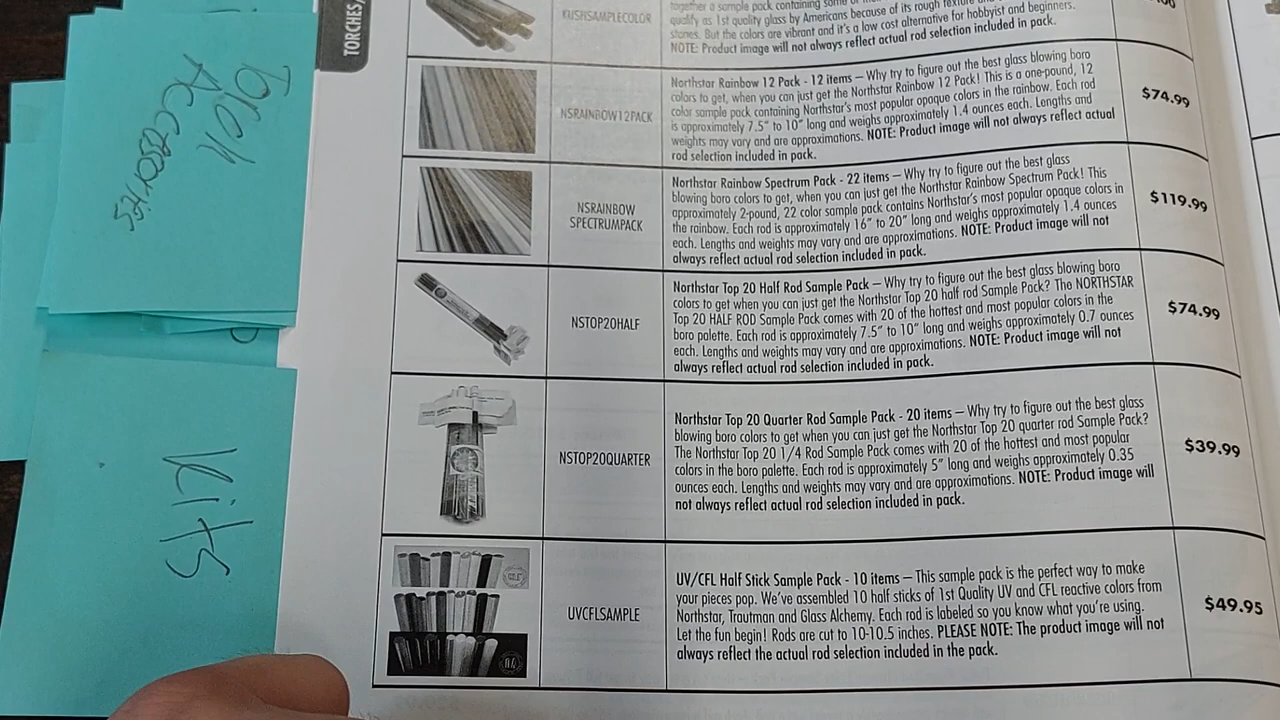 TORCHES,
Torch
Accessories
Kits
KUSHSAMPLECOLOR
together a sample pack containing some of
qualify as 1st quality glass by Americans because of its rough texture and
stones. But the colors are vibrant and it's a low cost alternative for hobbyist and beginners.
NOTE: Product image will not always reflect actual rod selection included in pack.
NSRAINBOW12PACK
Northstar Rainbow 12 Pack - 12 items – Why try to figure out the best glass blowing boro
colors to get, when you can just get the Northstar Rainbow 12 Pack! This is a one-pound, 12
color sample pack containing Northstar's most popular opaque colors in the rainbow. Each rod
is approximately 7.5" to 10" long and weighs approximately 1.4 ounces each. Lengths and
weights may vary and are approximations. NOTE: Product image will not always reflect actual
rod selection included in pack.
$74.99
NSRAINBOW
SPECTRUMPACK
Northstar Rainbow Spectrum Pack - 22 items – Why try to figure out the best glass
blowing boro colors to get, when you can just get the Northstar Rainbow Spectrum Pack! This
approximately 2-pound, 22 color sample pack contains Northstar's most popular opaque colors in
the rainbow. Each rod is approximately 16" to 20" long and weighs approximately 1.4 ounces
each. Lengths and weights may vary and are approximations. NOTE: Product image will not
always reflect actual rod selection included in pack.
$119.99
NSTOP20HALF
Northstar Top 20 Half Rod Sample Pack – Why try to figure out the best glass blowing boro
colors to get when you can just get the Northstar Top 20 half rod Sample Pack? The NORTHSTAR
Top 20 HALF ROD Sample Pack comes with 20 of the hottest and most popular colors in the
boro palette. Each rod is approximately 7.5" to 10" long and weighs approximately 0.7 ounces
each. Lengths and weights may vary and are approximations. NOTE: Product image will not
always reflect actual rod selection included in pack.
$74.99
NSTOP20QUARTER
Northstar Top 20 Quarter Rod Sample Pack - 20 items – Why try to figure out the best glass
blowing boro colors to get when you can just get the Northstar Top 20 quarter rod Sample Pack?
The Northstar Top 20 1/4 Rod Sample Pack comes with 20 of the hottest and most popular
colors in the boro palette. Each rod is approximately 5" long and weighs approximately 0.35
ounces each. Lengths and weights may vary and are approximations. NOTE: Product image will
not always reflect actual rod selection included in pack.
$39.99
UVCFLSAMPLE
UV/CFL Half Stick Sample Pack - 10 items – This sample pack is the perfect way to make
your pieces pop. We've assembled 10 half sticks of 1st Quality UV and CFL reactive colors from
Northstar, Trautman and Glass Alchemy. Each rod is labeled so you know what you're using.
Let the fun begin! Rods are cut to 10-10.5 inches. PLEASE NOTE: The product image will not
always reflect the actual rod selection included in the pack.
$49.95